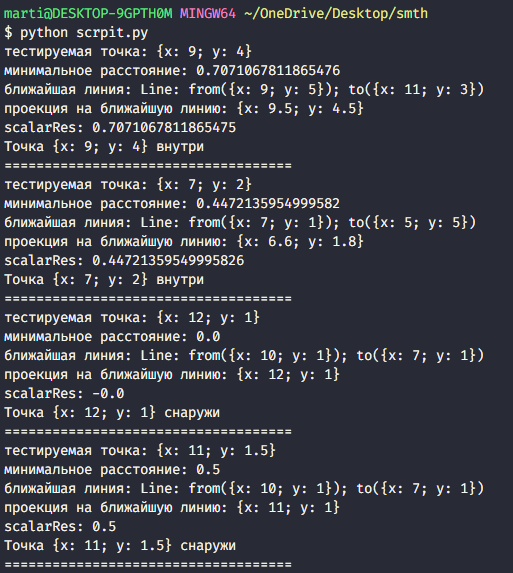 marti@DESKTOP-9GPTH0M MINGW64 ~/OneDrive/Desktop/smth
$ python scrpit.py
тестируемая точка: {x: 9; y: 4}
минимальное расстояние: 0.7071067811865476
ближайшая линия: Line: from({x: 9; y: 5}); to({x: 11; y: 3})
проекция на ближайшую линию: {x: 9.5; y: 4.5}
scalarRes: 0.7071067811865475
Точка {x: 9; y: 4} внутри
====================================
тестируемая точка: {x: 7; y: 2}
минимальное расстояние: 0.4472135954999582
ближайшая линия: Line: from({x: 7; y: 1}); to({x: 5; y: 5})
проекция на ближайшую линию: {x: 6.6; y: 1.8}
scalarRes: 0.44721359549995826
Точка {x: 7; y: 2} внутри
====================================
тестируемая точка: {x: 12; y: 1}
минимальное расстояние: 0.0
ближайшая линия: Line: from({x: 10; y: 1}); to({x: 7; y: 1})
проекция на ближайшую линию: {x: 12; y: 1}
scalarRes: -0.0
Точка {x: 12; y: 1} снаружи
====================================
тестируемая точка: {x: 11; y: 1.5}
минимальное расстояние: 0.5
ближайшая линия: Line: from({x: 10; y: 1}); to({x: 7; y: 1})
проекция на ближайшую линию: {x: 11; y: 1}
scalarRes: 0.5
Точка {x: 11; y: 1.5} снаружи
====================================